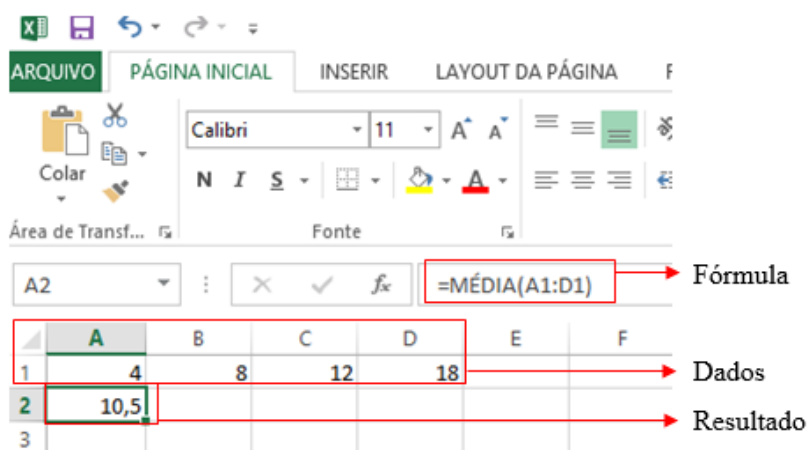 ARQUIVO PÁGINA INICIAL INSERIR LAYOUT DA PÁGINA F
Colar Calibri 11 A A
N I S A
Área de Transf... Fonte
A2 fx =MÉDIA(A1:D1) Fórmula
A B C D E F
1 4 8 12 18 Dados
2 10,5 Resultado
3